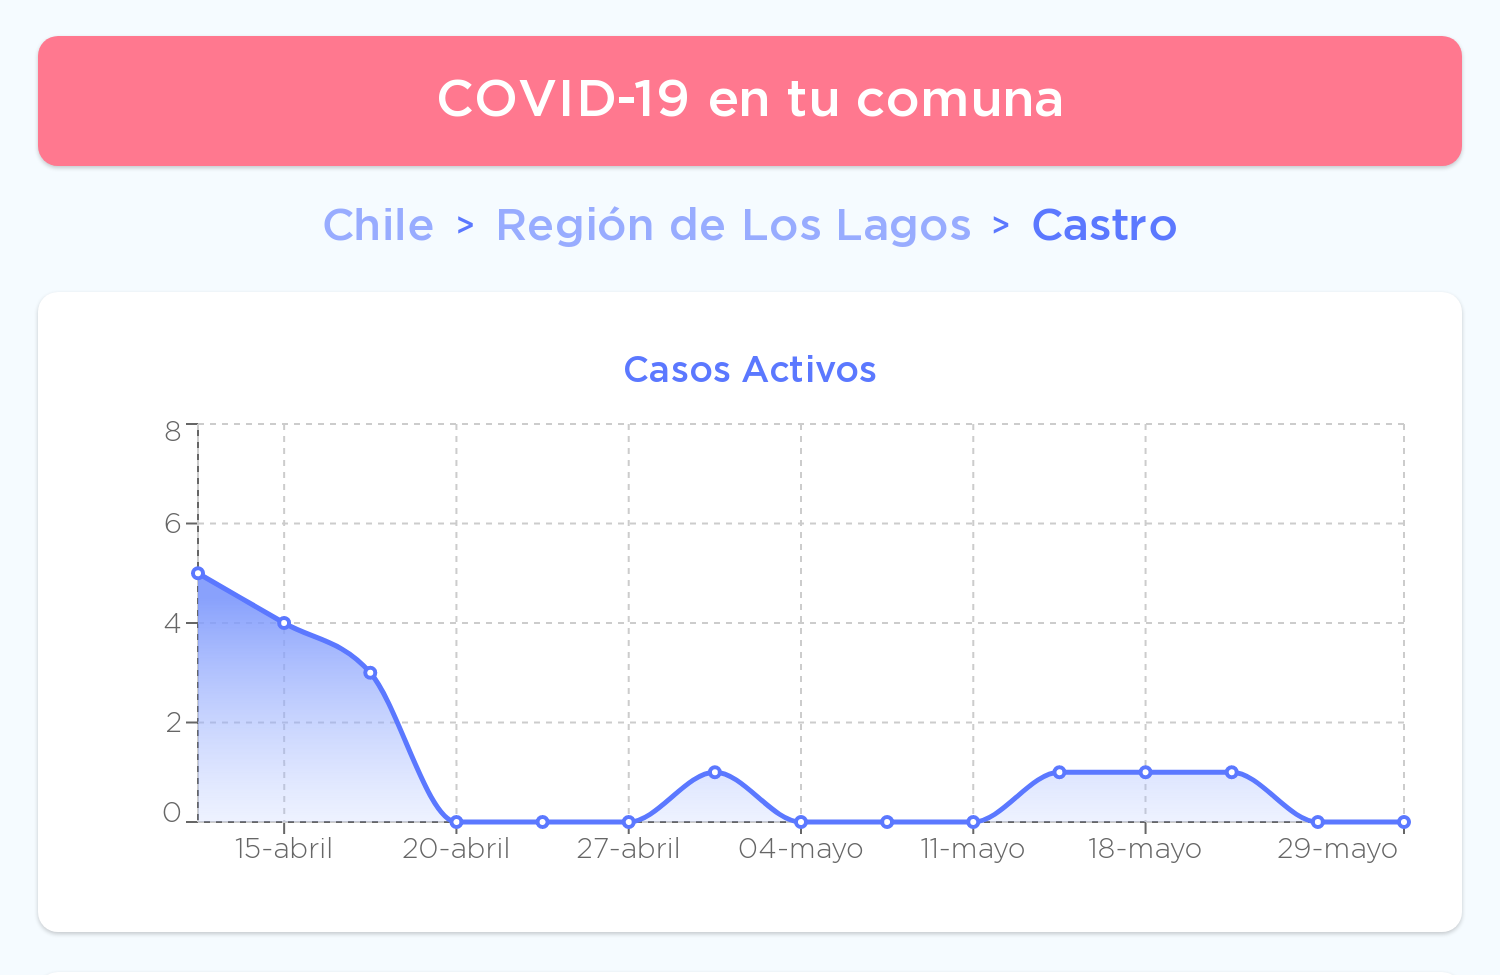 COVID-19 en tu comuna
Chile > Región de Los Lagos > Castro
Casos Activos
8
6
4
2
0
15-abril 20-abril 27-abril 04-mayo 11-mayo 18-mayo 29-mayo